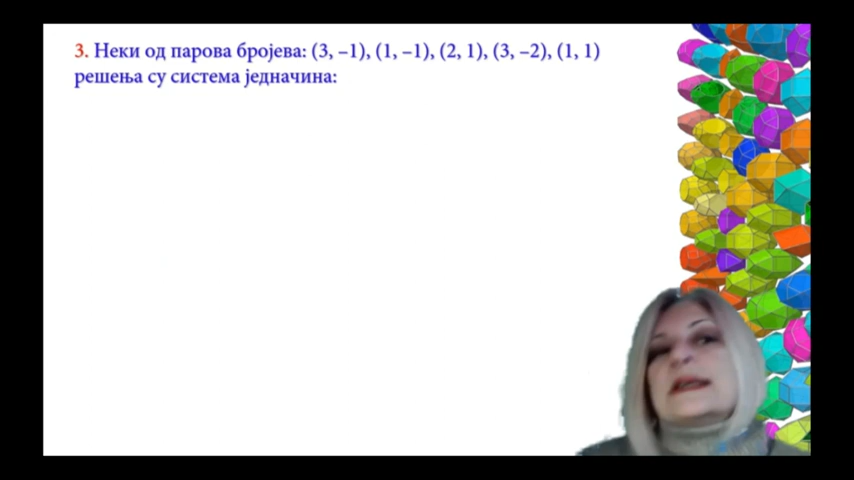 3. Неки од парова бројева: (3, –1), (1, –1), (2, 1), (3, –2), (1, 1)
решења су система једначина: